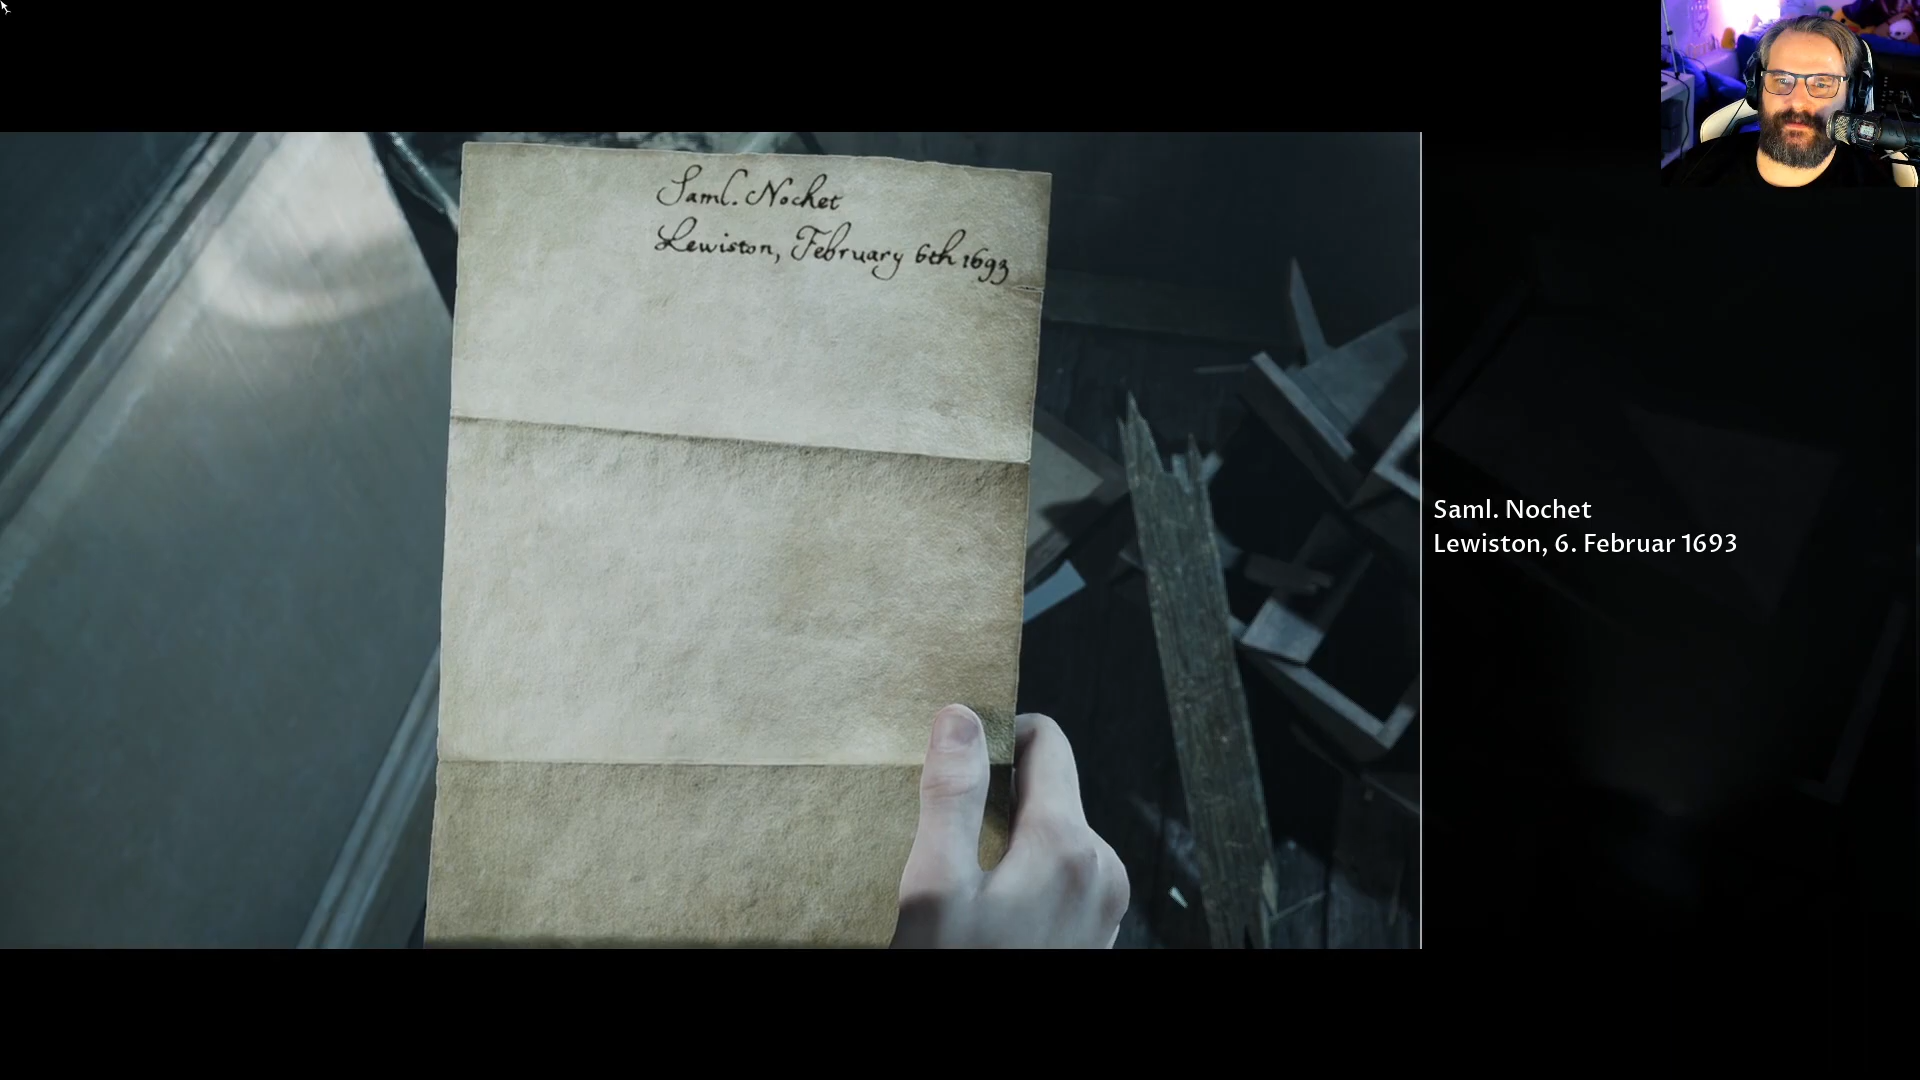 Saml. Nochet
Lewiston, February 6th 1693
Saml. Nochet
Lewiston, 6. Februar 1693